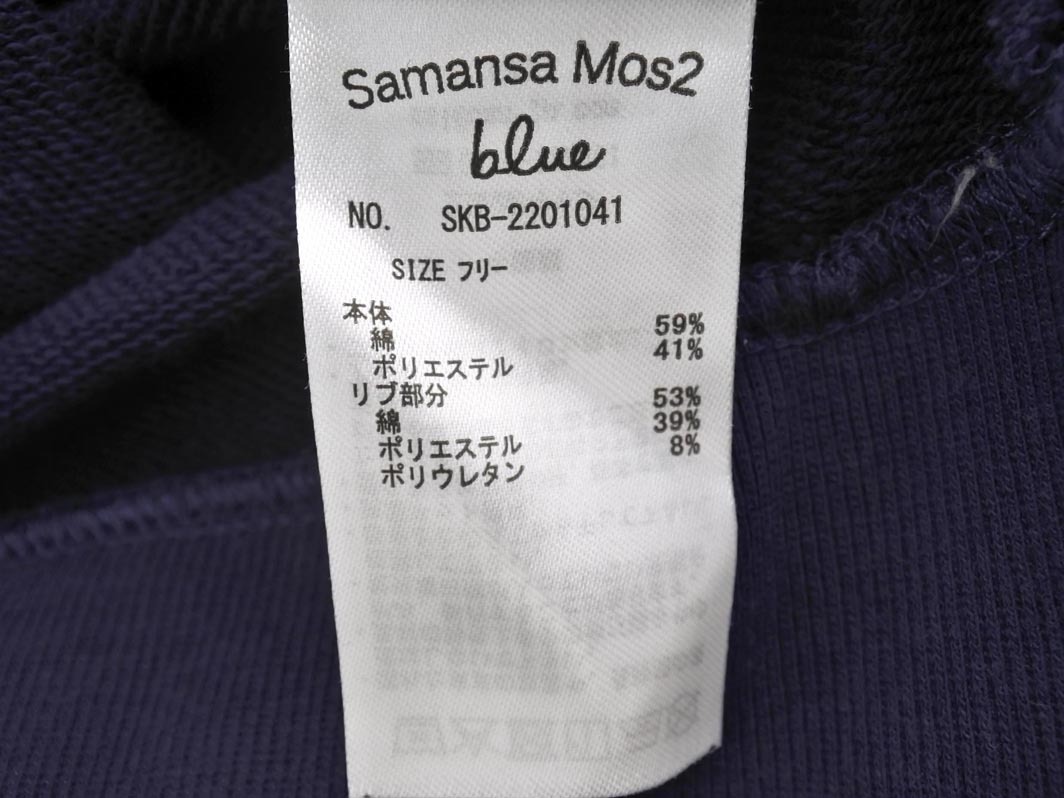 Samansa Mos2
blue
NO. SKB-2201041
SIZE フリー
本体
綿 59%
ポリエステル 41%
リブ部分
綿 53%
ポリエステル 39%
ポリウレタン 8%